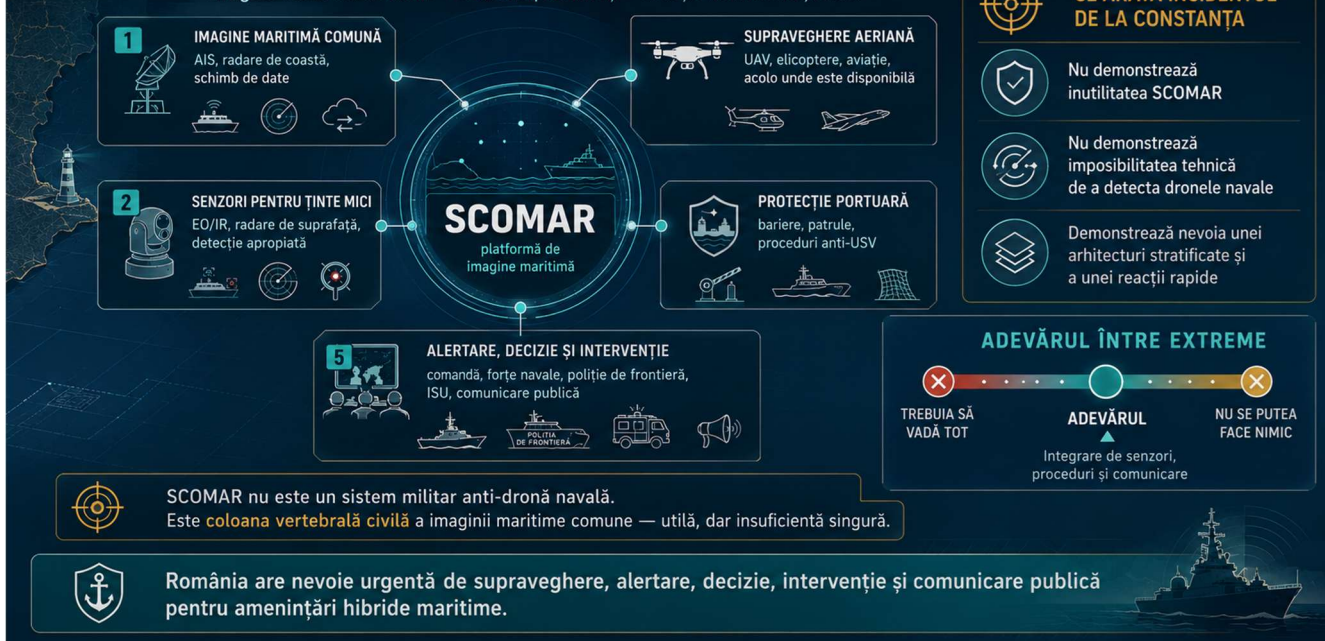 DE LA CONSTANȚA
1
IMAGINE MARITIMĂ COMUNĂ
AIS, radare de coastă,
schimb de date
SUPRAVEGHERE AERIANĂ
UAV, elicoptere, aviație,
acolo unde este disponibilă
Nu demonstrează
inutilitatea SCOMAR
Nu demonstrează
imposibilitatea tehnică
de a detecta dronele navale
Demonstrează nevoia unei
arhitecturi stratificate și
a unei reacții rapide
2
SENZORI PENTRU ȚINTE MICI
EO/IR, radare de suprafață,
detecție apropiată
SCOMAR
platformă de
imagine maritimă
PROTECȚIE PORTUARĂ
bariere, patrule,
proceduri anti-USV
5
ALERTARE, DECIZIE ȘI INTERVENȚIE
comandă, forțe navale, poliție de frontieră,
ISU, comunicare publică
POLIȚIA
DE FRONTIERĂ
ADEVĂRUL ÎNTRE EXTREME
TREBUIA SĂ
VADĂ TOT
ADEVĂRUL
Integrare de senzori,
proceduri și comunicare
NU SE PUTEA
FACE NIMIC
SCOMAR nu este un sistem militar anti-dronă navală.
Este coloana vertebrală civilă a imaginii maritime comune — utilă, dar insuficientă singură.
România are nevoie urgentă de supraveghere, alertare, decizie, intervenție și comunicare publică
pentru amenințări hibride maritime.